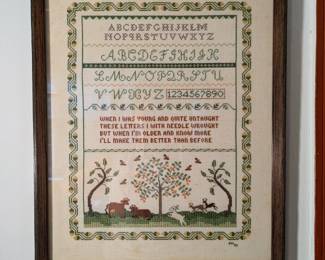 ABCDEFGHIJKLM
NOPQRSTUVWXYZ
ABCDEFGHIJK
LMNOPQRSTU
VWXYZ 1234567890
WHEN I WAS YOUNG AND QUITE UNTAUGHT
THESE LETTERS I WITH NEEDLE WROUGHT
BUT WHEN I'M OLDER AND KNOW MORE
I'LL MAKE THEM BETTER THAN BEFORE